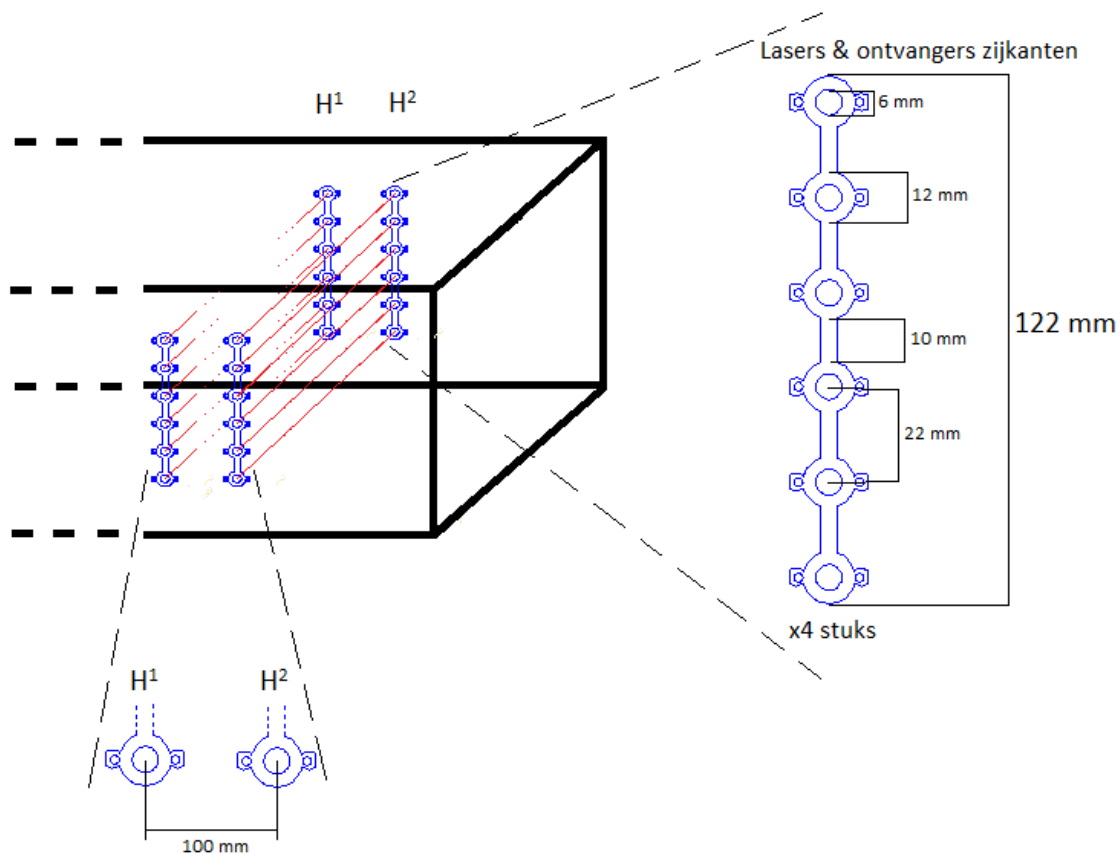 Lasers & ontvangers zijkanten
H¹ H²
6 mm
12 mm
10 mm
122 mm
22 mm
x4 stuks
H¹ H²
100 mm